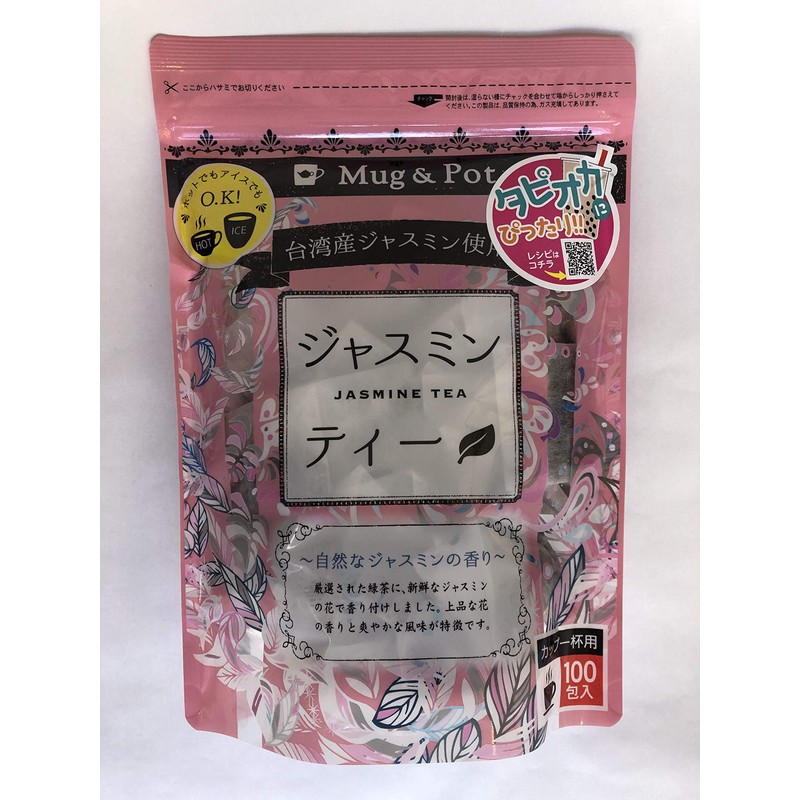 ここからハサミでお切りください
チャック
開封後は、湿らない様にチャックを合わせて端からしっかり押さえて
ください。この製品は、品質保持の為、ガス充填してあります。
Mug & Pot
ホットでもアイスでも
O.K!
HOT
ICE
タピオカに
ぴったり!!
レシピは
コチラ
台湾産ジャスミン使用
ジャスミン
JASMINE TEA
ティー
~自然なジャスミンの香り~
厳選された緑茶に、新鮮なジャスミン
の花で香り付けしました。上品な花
の香りと爽やかな風味が特徴です。
カップ一杯用
100
包入